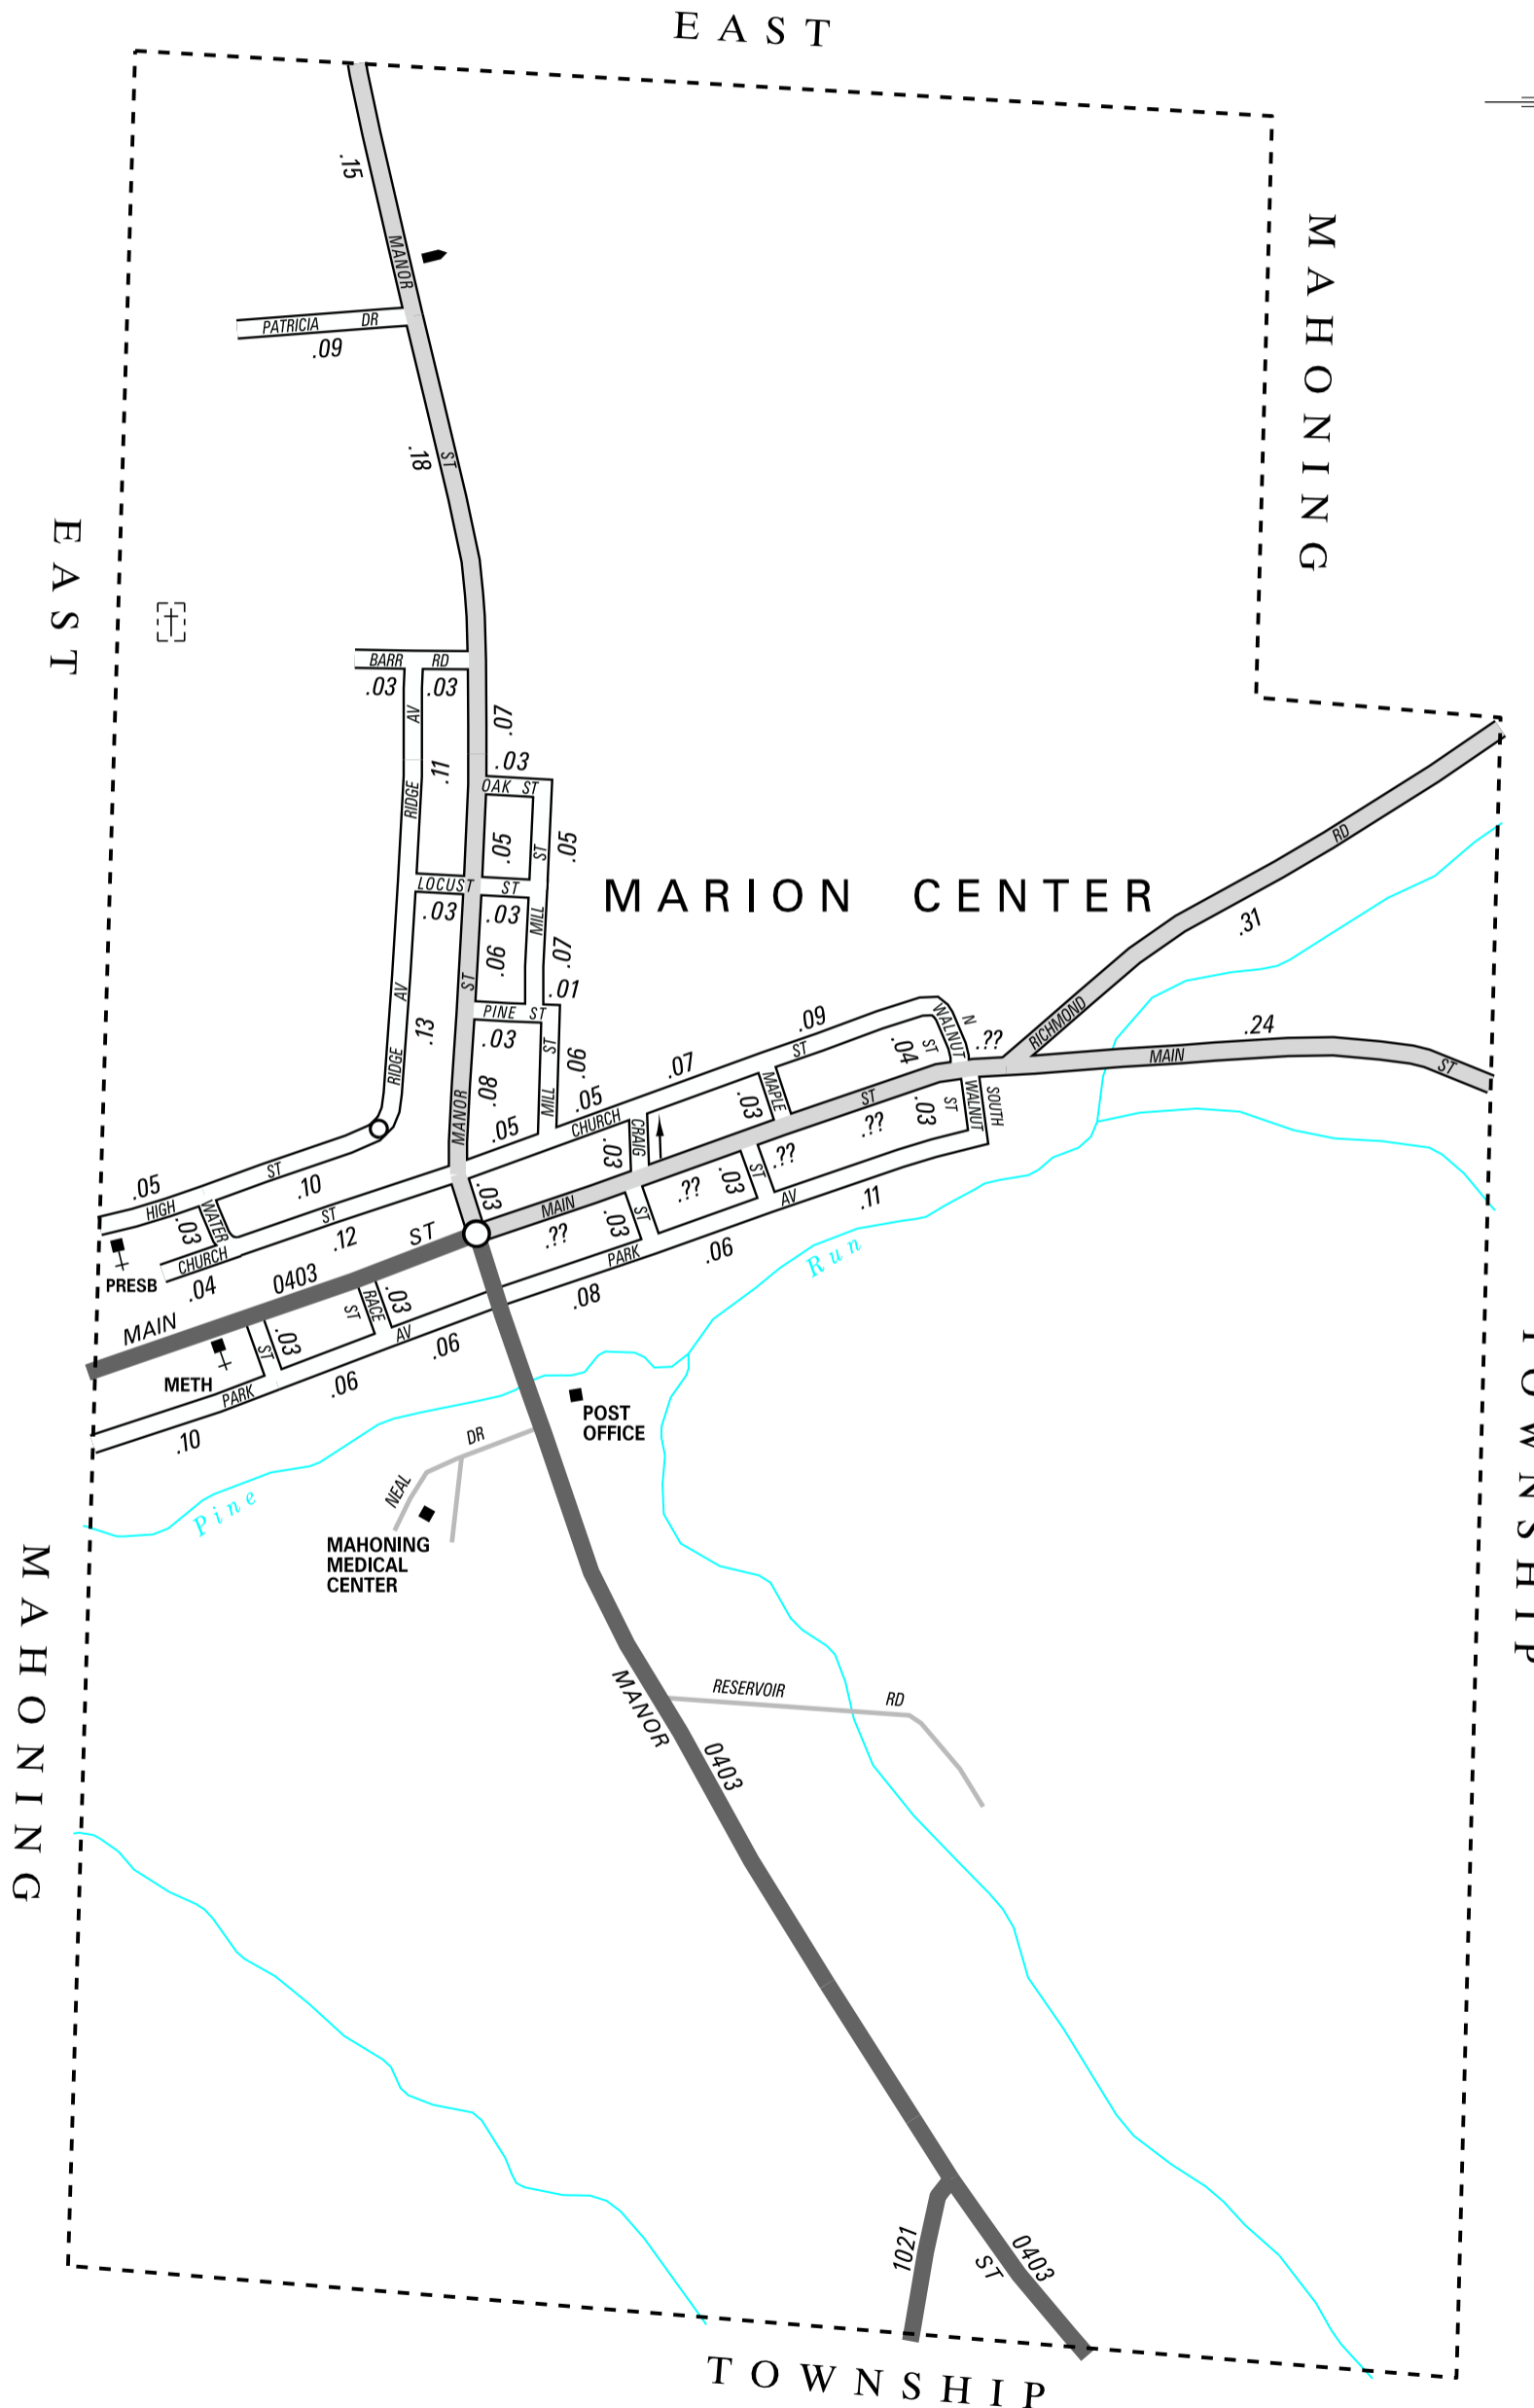 EAST
.15
MANOR
MAHONING
PATRICIA DR
.09
.18
ST
EAST
BARR RD
.03
.03
AV
.07
.03
OAK ST
.11
RIDGE
.05
ST
.05
LOCUST ST
MARION CENTER
.03
.03
MILL
RD
.31
.06
.07
ST
AV
.01
PINE ST
.03
.13
RIDGE
.09
WALNUT
N
.??
RICHMOND
.24
MAIN
ST
ST
.04
ST
.07
ST
.06
.08
MILL
MANOR
.05
.05
CHURCH
CRAIG
.03
MAPLE
.03
ST
.03
ST
WALNUT
SOUTH
.??
.??
ST
.03
.??
.11
AV
ST
.05
HIGH
.03
WATER
.10
ST
.12
ST
.03
MAIN
.??
.03
ST
PARK
.06
PRESB
CHURCH
.04
0403
MAIN
ST
RACE
.03
.08
Run
ST
.03
AV
.06
METH
PARK
.06
.10
POST
OFFICE
DR
NEAL
Pine
MAHONING
MEDICAL
CENTER
TOWNSHIP
MAHONING
MANOR
RESERVOIR RD
0403
1021
ST
0403
TOWNSHIP